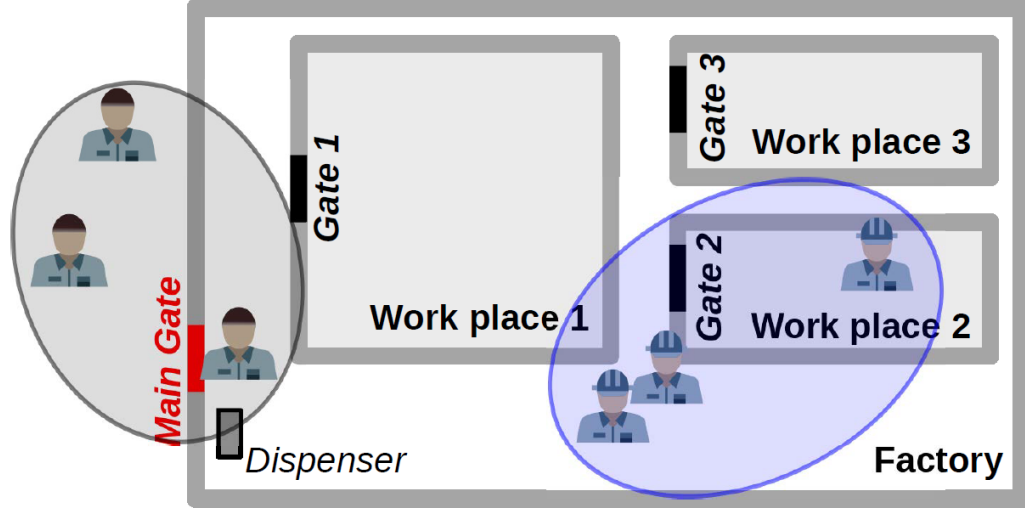 Main Gate
Gate 1
Work place 1
Gate 3
Work place 3
Gate 2
Work place 2
Dispenser
Factory